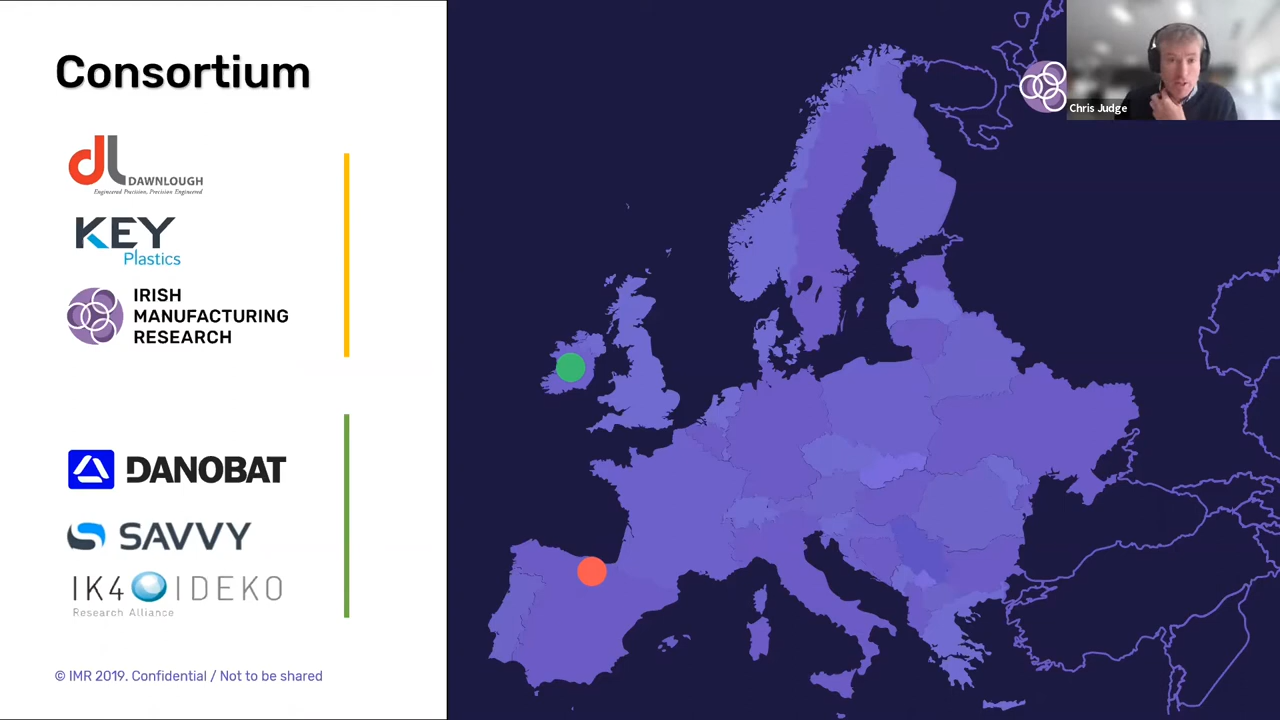 Consortium
dl DAWNLOUGH
Engineered Precision, Precision Engineered
KEY
Plastics
IRISH
MANUFACTURING
RESEARCH
DANOBAT
SAVVY
IK4 IDEKO
Research Alliance
© IMR 2019. Confidential / Not to be shared
Chris Judge